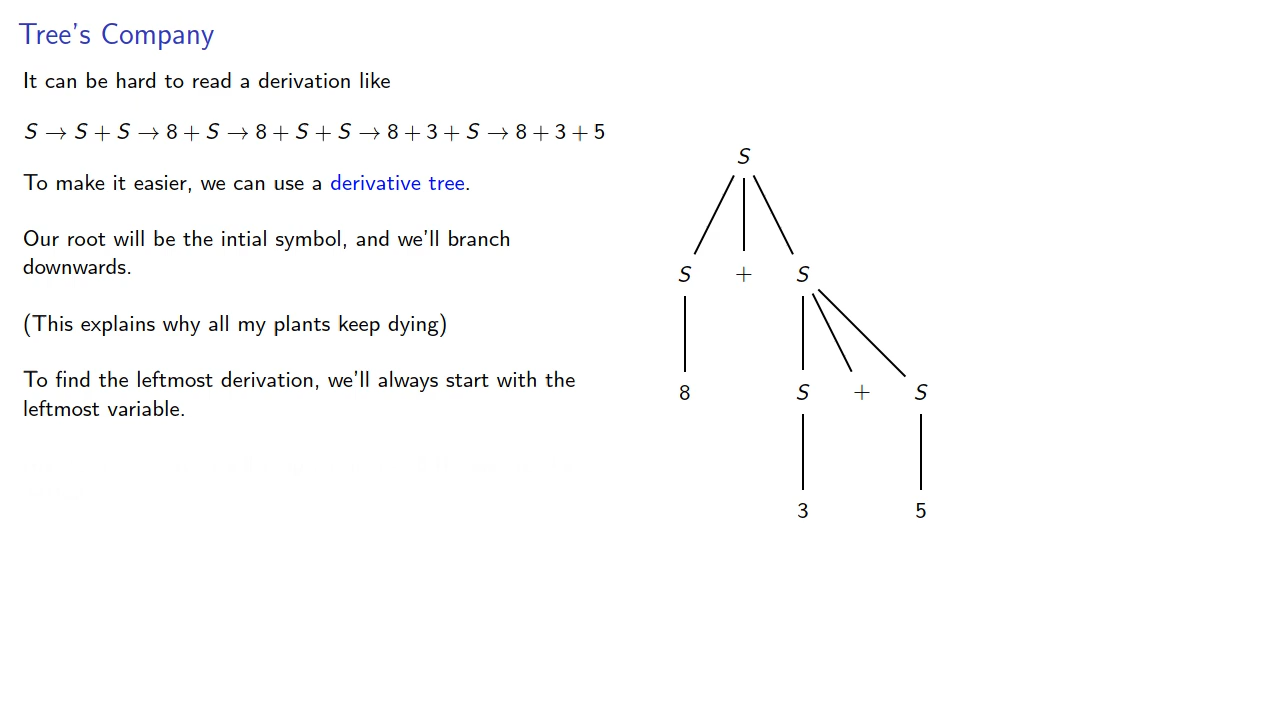 Tree's Company
It can be hard to read a derivation like
S → S + S → 8 + S → 8 + S + S → 8 + 3 + S → 8 + 3 + 5
To make it easier, we can use a derivative tree.
Our root will be the intial symbol, and we'll branch
downwards.
(This explains why all my plants keep dying)
To find the leftmost derivation, we'll always start with the
leftmost variable.
S
S + S
8 S + S
3 5